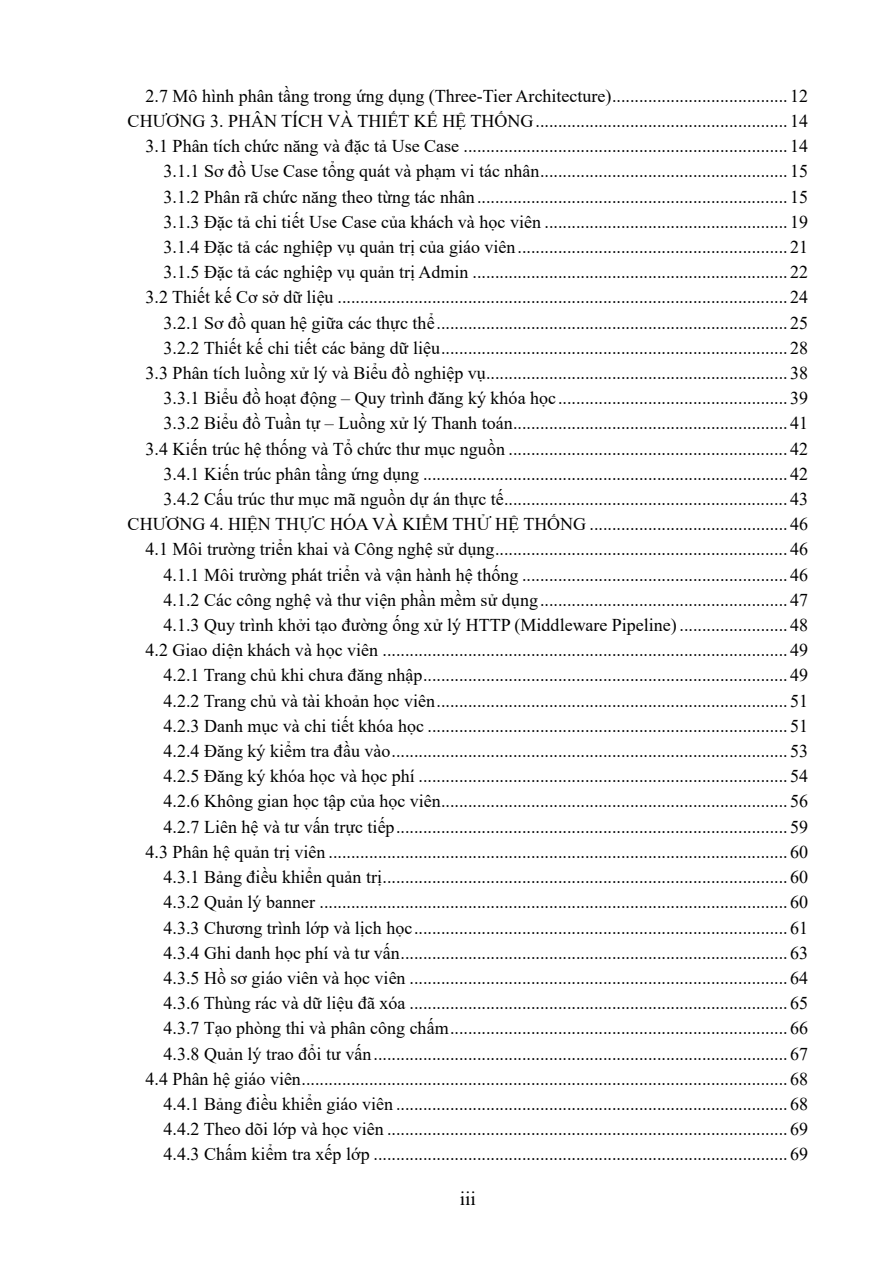 2.7 Mô hình phân tầng trong ứng dụng (Three-Tier Architecture)....................................... 12
CHƯƠNG 3. PHÂN TÍCH VÀ THIẾT KẾ HỆ THỐNG........................................................ 14
3.1 Phân tích chức năng và đặc tả Use Case ........................................................................ 14
3.1.1 Sơ đồ Use Case tổng quát và phạm vi tác nhân....................................................... 15
3.1.2 Phân rã chức năng theo từng tác nhân..................................................................... 15
3.1.3 Đặc tả chi tiết Use Case của khách và học viên ...................................................... 19
3.1.4 Đặc tả các nghiệp vụ quản trị của giáo viên............................................................ 21
3.1.5 Đặc tả các nghiệp vụ quản trị Admin ...................................................................... 22
3.2 Thiết kế Cơ sở dữ liệu .................................................................................................... 24
3.2.1 Sơ đồ quan hệ giữa các thực thể.............................................................................. 25
3.2.2 Thiết kế chi tiết các bảng dữ liệu............................................................................. 28
3.3 Phân tích luồng xử lý và Biểu đồ nghiệp vụ................................................................... 38
3.3.1 Biểu đồ hoạt động – Quy trình đăng ký khóa học................................................... 39
3.3.2 Biểu đồ Tuần tự – Luồng xử lý Thanh toán............................................................. 41
3.4 Kiến trúc hệ thống và Tổ chức thư mục nguồn .............................................................. 42
3.4.1 Kiến trúc phân tầng ứng dụng ................................................................................. 42
3.4.2 Cấu trúc thư mục mã nguồn dự án thực tế............................................................... 43
CHƯƠNG 4. HIỆN THỰC HÓA VÀ KIỂM THỬ HỆ THỐNG ............................................ 46
4.1 Môi trường triển khai và Công nghệ sử dụng................................................................. 46
4.1.1 Môi trường phát triển và vận hành hệ thống ........................................................... 46
4.1.2 Các công nghệ và thư viện phần mềm sử dụng....................................................... 47
4.1.3 Quy trình khởi tạo đường ống xử lý HTTP (Middleware Pipeline)........................ 48
4.2 Giao diện khách và học viên .......................................................................................... 49
4.2.1 Trang chủ khi chưa đăng nhập................................................................................. 49
4.2.2 Trang chủ và tài khoản học viên.............................................................................. 51
4.2.3 Danh mục và chi tiết khóa học ................................................................................ 51
4.2.4 Đăng ký kiểm tra đầu vào........................................................................................ 53
4.2.5 Đăng ký khóa học và học phí .................................................................................. 54
4.2.6 Không gian học tập của học viên............................................................................. 56
4.2.7 Liên hệ và tư vấn trực tiếp....................................................................................... 59
4.3 Phân hệ quản trị viên ...................................................................................................... 60
4.3.1 Bảng điều khiển quản trị.......................................................................................... 60
4.3.2 Quản lý banner ........................................................................................................ 60
4.3.3 Chương trình lớp và lịch học................................................................................... 61
4.3.4 Ghi danh học phí và tư vấn...................................................................................... 63
4.3.5 Hồ sơ giáo viên và học viên .................................................................................... 64
4.3.6 Thùng rác và dữ liệu đã xóa .................................................................................... 65
4.3.7 Tạo phòng thi và phân công chấm........................................................................... 66
4.3.8 Quản lý trao đổi tư vấn............................................................................................ 67
4.4 Phân hệ giáo viên............................................................................................................ 68
4.4.1 Bảng điều khiển giáo viên ....................................................................................... 68
4.4.2 Theo dõi lớp và học viên ......................................................................................... 69
4.4.3 Chấm kiểm tra xếp lớp ............................................................................................ 69
iii